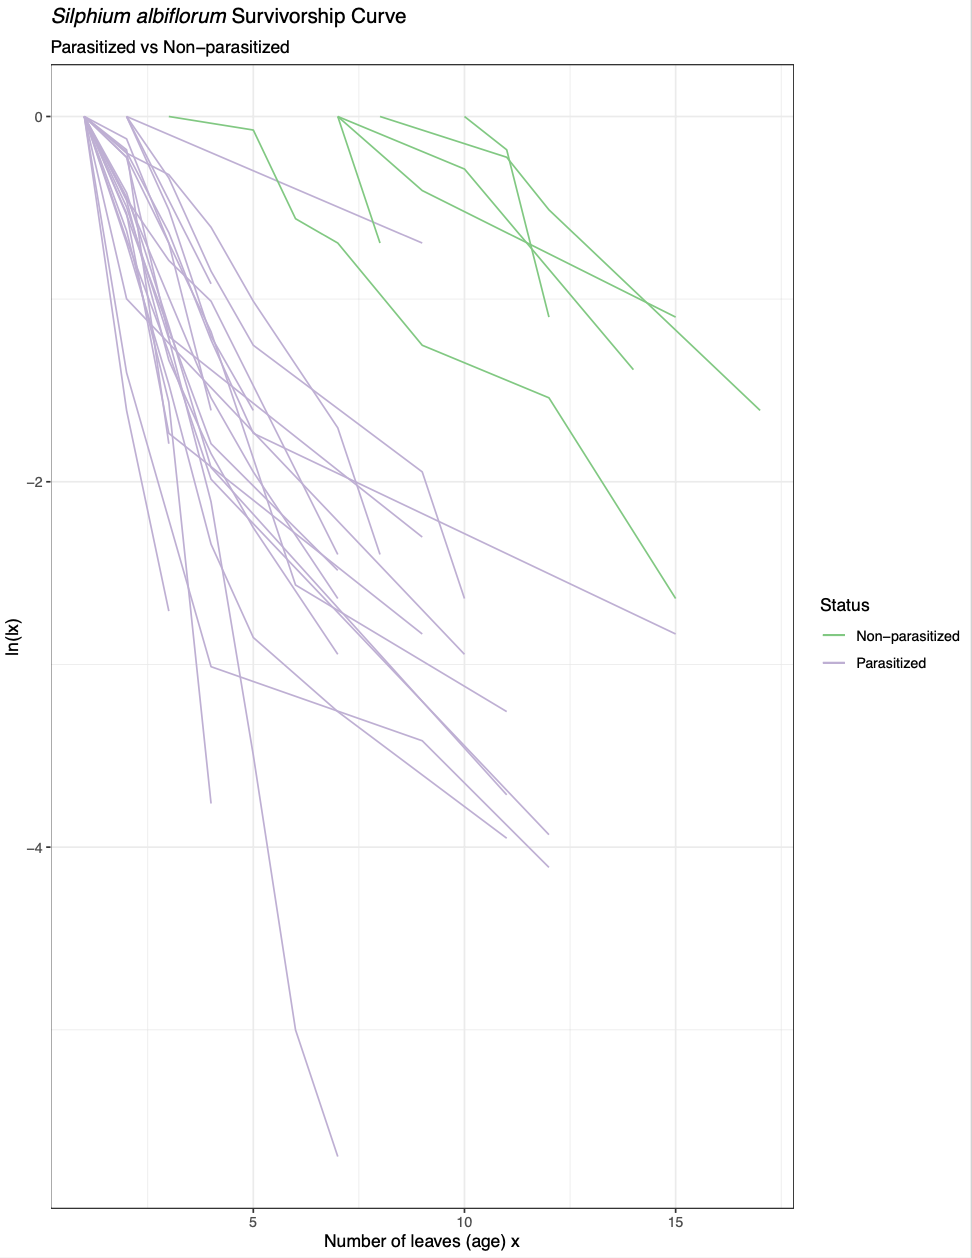 Silphium albiflorum Survivorship Curve
Parasitized vs Non−parasitized
0
−2
−4
ln(lx)
5
10
15
Number of leaves (age) x
Status
Non−parasitized
Parasitized